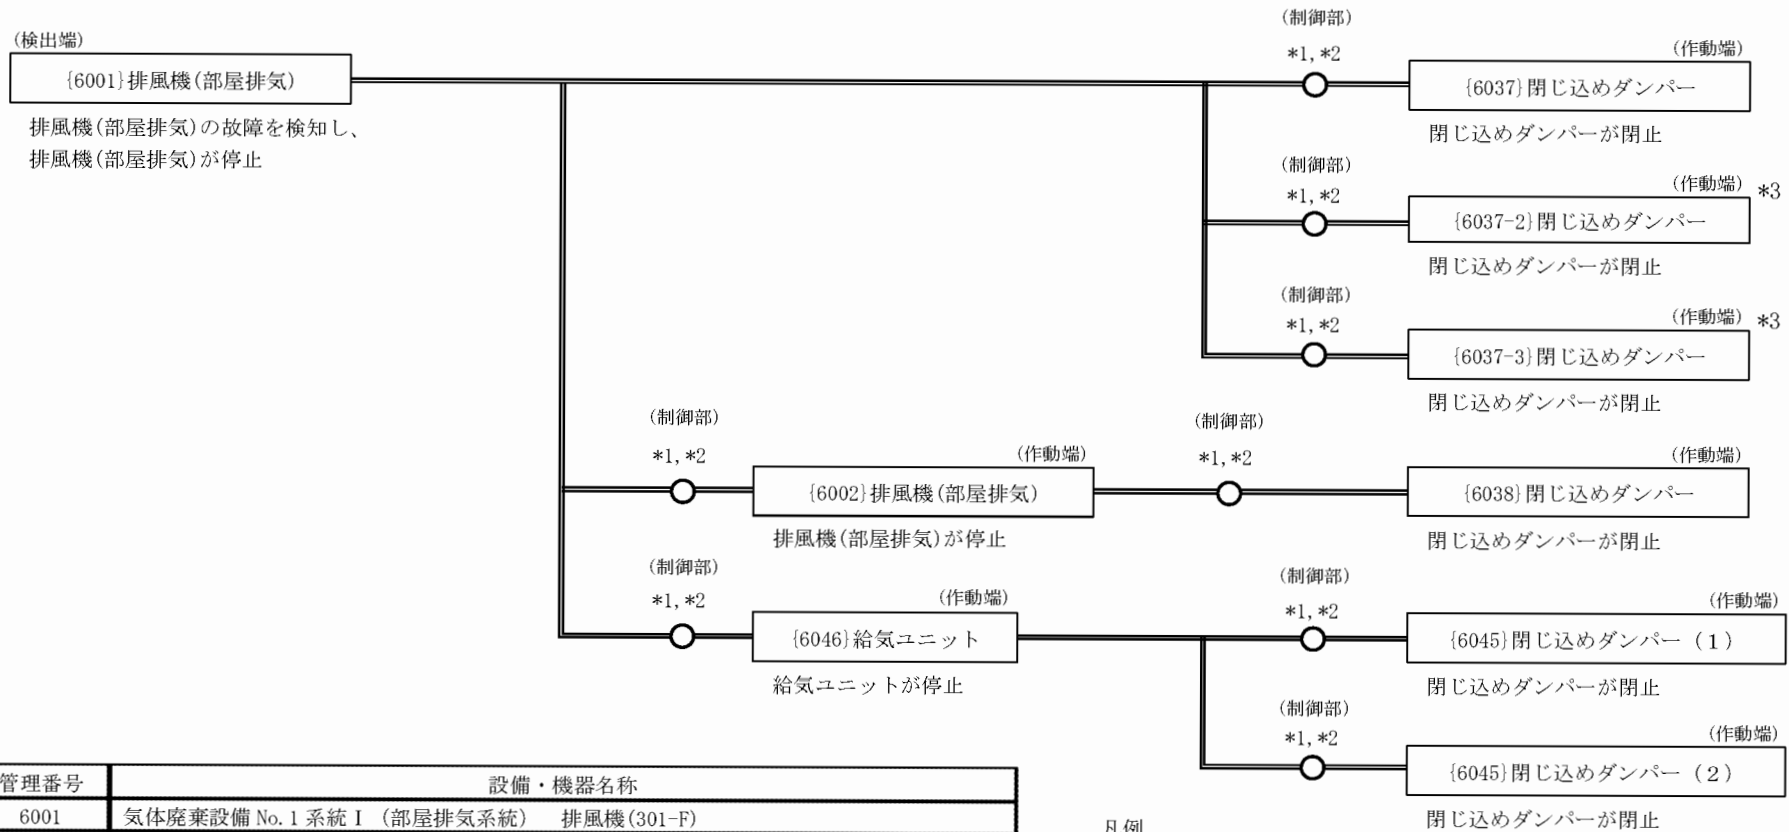 (検出端)
{6001}排風機(部屋排気)
排風機(部屋排気)の故障を検知し、
排風機(部屋排気)が停止
(制御部)
*1, *2
(作動端)
{6037}閉じ込めダンパー
閉じ込めダンパーが閉止
(制御部)
*1, *2
(作動端) *3
{6037-2}閉じ込めダンパー
閉じ込めダンパーが閉止
(制御部)
*1, *2
(作動端) *3
{6037-3}閉じ込めダンパー
閉じ込めダンパーが閉止
(制御部)
*1, *2
(作動端)
{6002}排風機(部屋排気)
排風機(部屋排気)が停止
(制御部)
*1, *2
(作動端)
{6038}閉じ込めダンパー
閉じ込めダンパーが閉止
(制御部)
*1, *2
(作動端)
{6046}給気ユニット
給気ユニットが停止
(制御部)
*1, *2
(作動端)
{6045}閉じ込めダンパー(1)
閉じ込めダンパーが閉止
(制御部)
*1, *2
(作動端)
{6045}閉じ込めダンパー(2)
閉じ込めダンパーが閉止
管理番号 設備・機器名称
6001 気体廃棄設備 No.1 系統Ⅰ (部屋排気系統) 排風機(301-F)
凡例